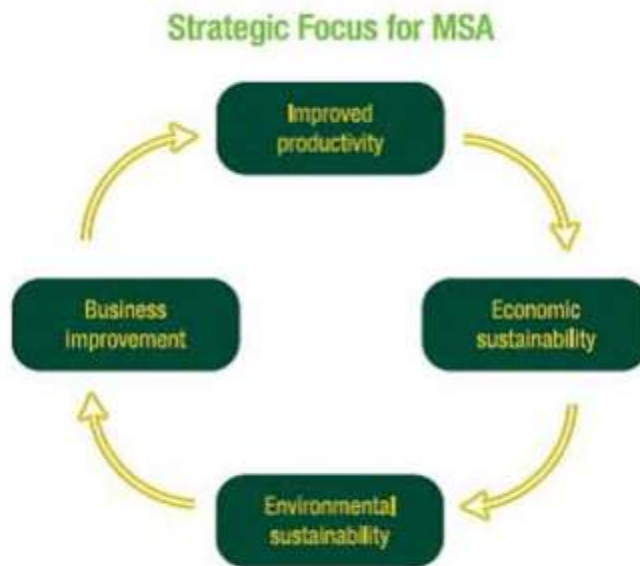 Strategic Focus for MSA
Improved
productivity
Economic
sustainability
Environmental
sustainability
Business
improvement